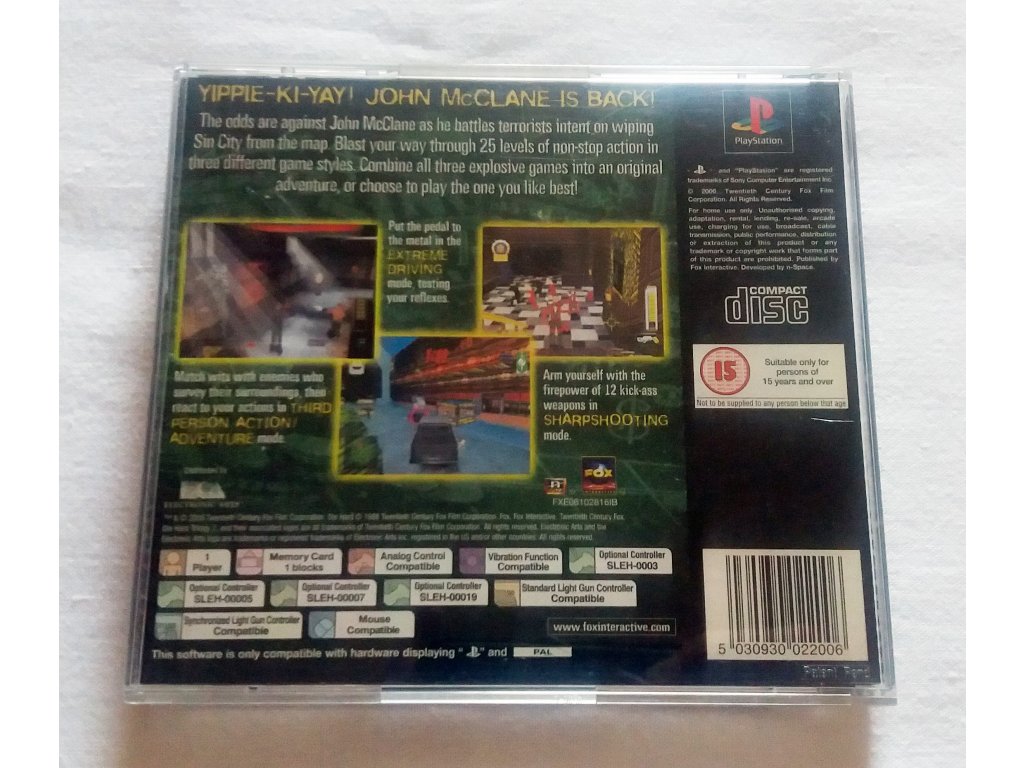 YIPPIE-KI-YAY! JOHN McCLANE IS BACK!
The odds are against John McClane as he battles terrorists intent on wiping
Sin City from the map. Blast your way through 25 levels of non-stop action in
three different game styles. Combine all three explosive games into an original
adventure, or choose to play the one you like best!
Put the pedal to
the metal in the
EXTREME
DRIVING
mode, testing
your reflexes.
Match wits with enemies who
survey their surroundings, then
react to your actions in THIRD
PERSON ACTION/
ADVENTURE mode.
Arm yourself with the
firepower of 12 kick-ass
weapons in
SHARPSHOOTING
mode.
PlayStation
" and "PlayStation" are registered
trademarks of Sony Computer Entertainment Inc.
© 2000 Twentieth Century Fox Film
Corporation. All Rights Reserved.
For home use only. Unauthorised copying,
adaptation, rental, lending, re-sale, arcade
use, charging for use, broadcast, cable
transmission, public performance, distribution
or extraction of this product or any
trademark or copyright work that forms part
of this product are prohibited. Published by
Fox Interactive. Developed by n-Space.
COMPACT
disc
15
Suitable only for
persons of
15 years and over
Not to be supplied to any person below that age
Distributed by
ELECTRONIC ARTS
FOX
INTERACTIVE
FXE06102816IB
1
Player
Memory Card
1 blocks
Analog Control
Compatible
Vibration Function
Compatible
Optional Controller
SLEH-0003
Optional Controller
SLEH-00005
Optional Controller
SLEH-00007
Optional Controller
SLEH-00019
Standard Light Gun Controller
Compatible
Synchronized Light Gun Controller
Compatible
Mouse
Compatible
www.foxinteractive.com
This software is only compatible with hardware displaying " " and PAL
5 030930 022006
Patent Pend